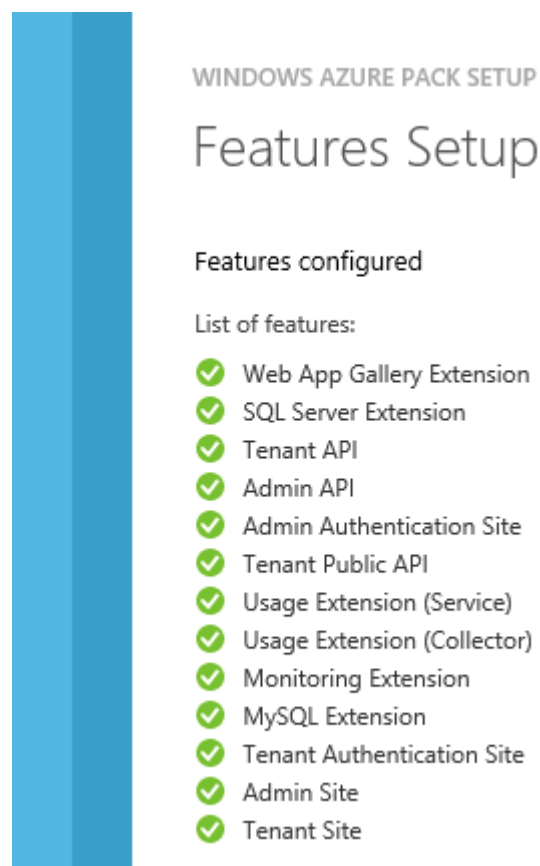 WINDOWS AZURE PACK SETUP
Features Setup
Features configured
List of features:
Web App Gallery Extension
SQL Server Extension
Tenant API
Admin API
Admin Authentication Site
Tenant Public API
Usage Extension (Service)
Usage Extension (Collector)
Monitoring Extension
MySQL Extension
Tenant Authentication Site
Admin Site
Tenant Site